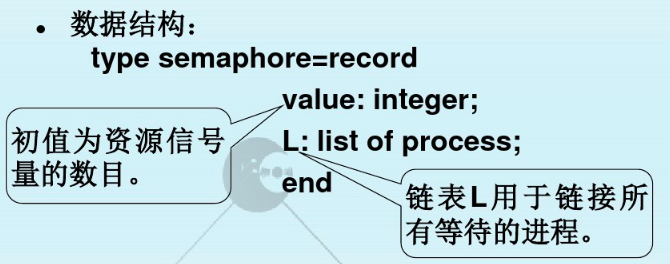 • 数据结构：
type semaphore=record
value: integer;
初值为资源信号
量的数目。
L: list of process;
end
链表L用于链接所
有等待的进程。